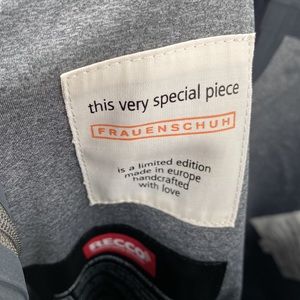 this very special piece
FRAUENSCHUH
is a limited edition
made in europe
handcrafted
with love
RECCO